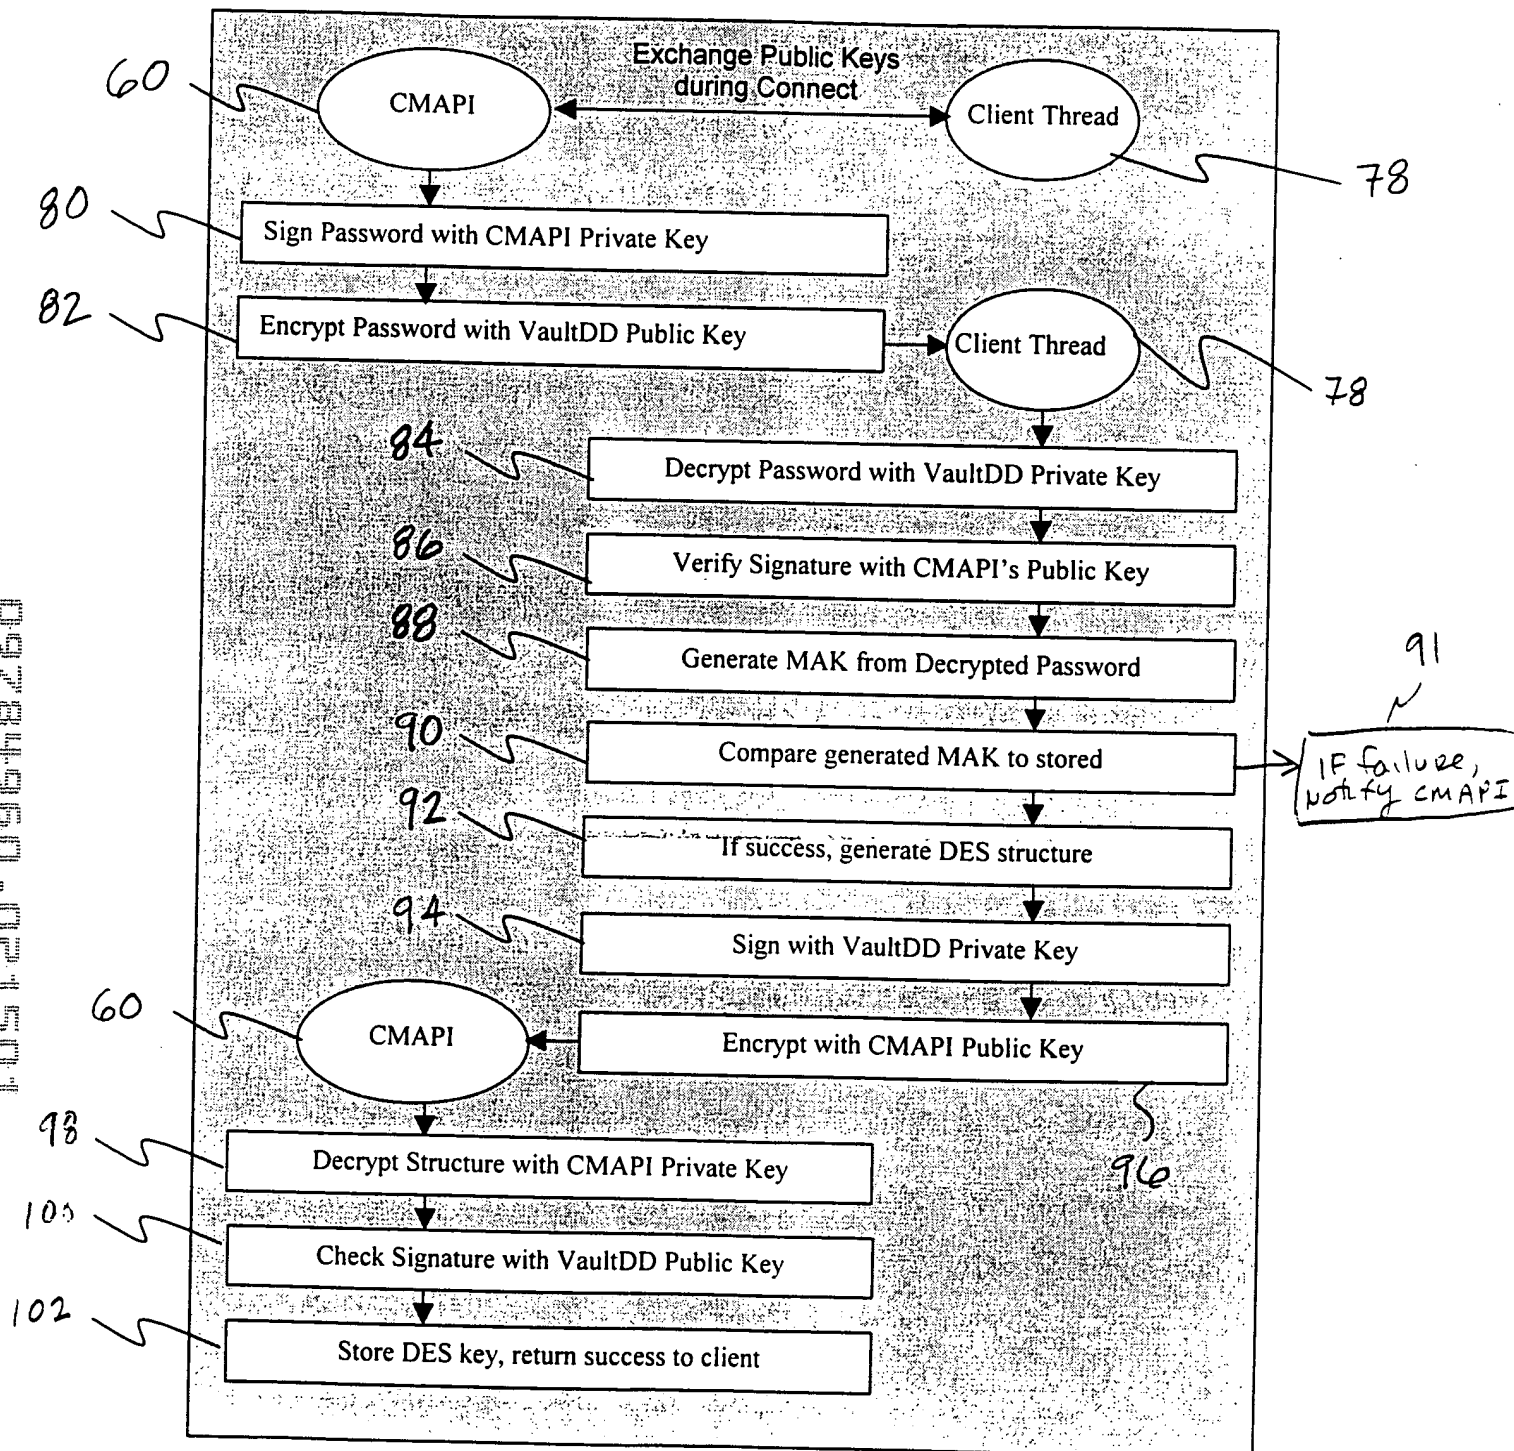 Exchange Public Keys
during Connect
60
CMAPI
Client Thread
78
80
Sign Password with CMAPI Private Key
82
Encrypt Password with VaultDD Public Key
Client Thread
78
84
Decrypt Password with VaultDD Private Key
86
Verify Signature with CMAPI's Public Key
88
Generate MAK from Decrypted Password
91
90
Compare generated MAK to stored
IF failure,
Notify CMAPI
92
If success, generate DES structure
94
Sign with VaultDD Private Key
60
CMAPI
Encrypt with CMAPI Public Key
96
98
Decrypt Structure with CMAPI Private Key
Check Signature with VaultDD Public Key
102
Store DES key, return success to client